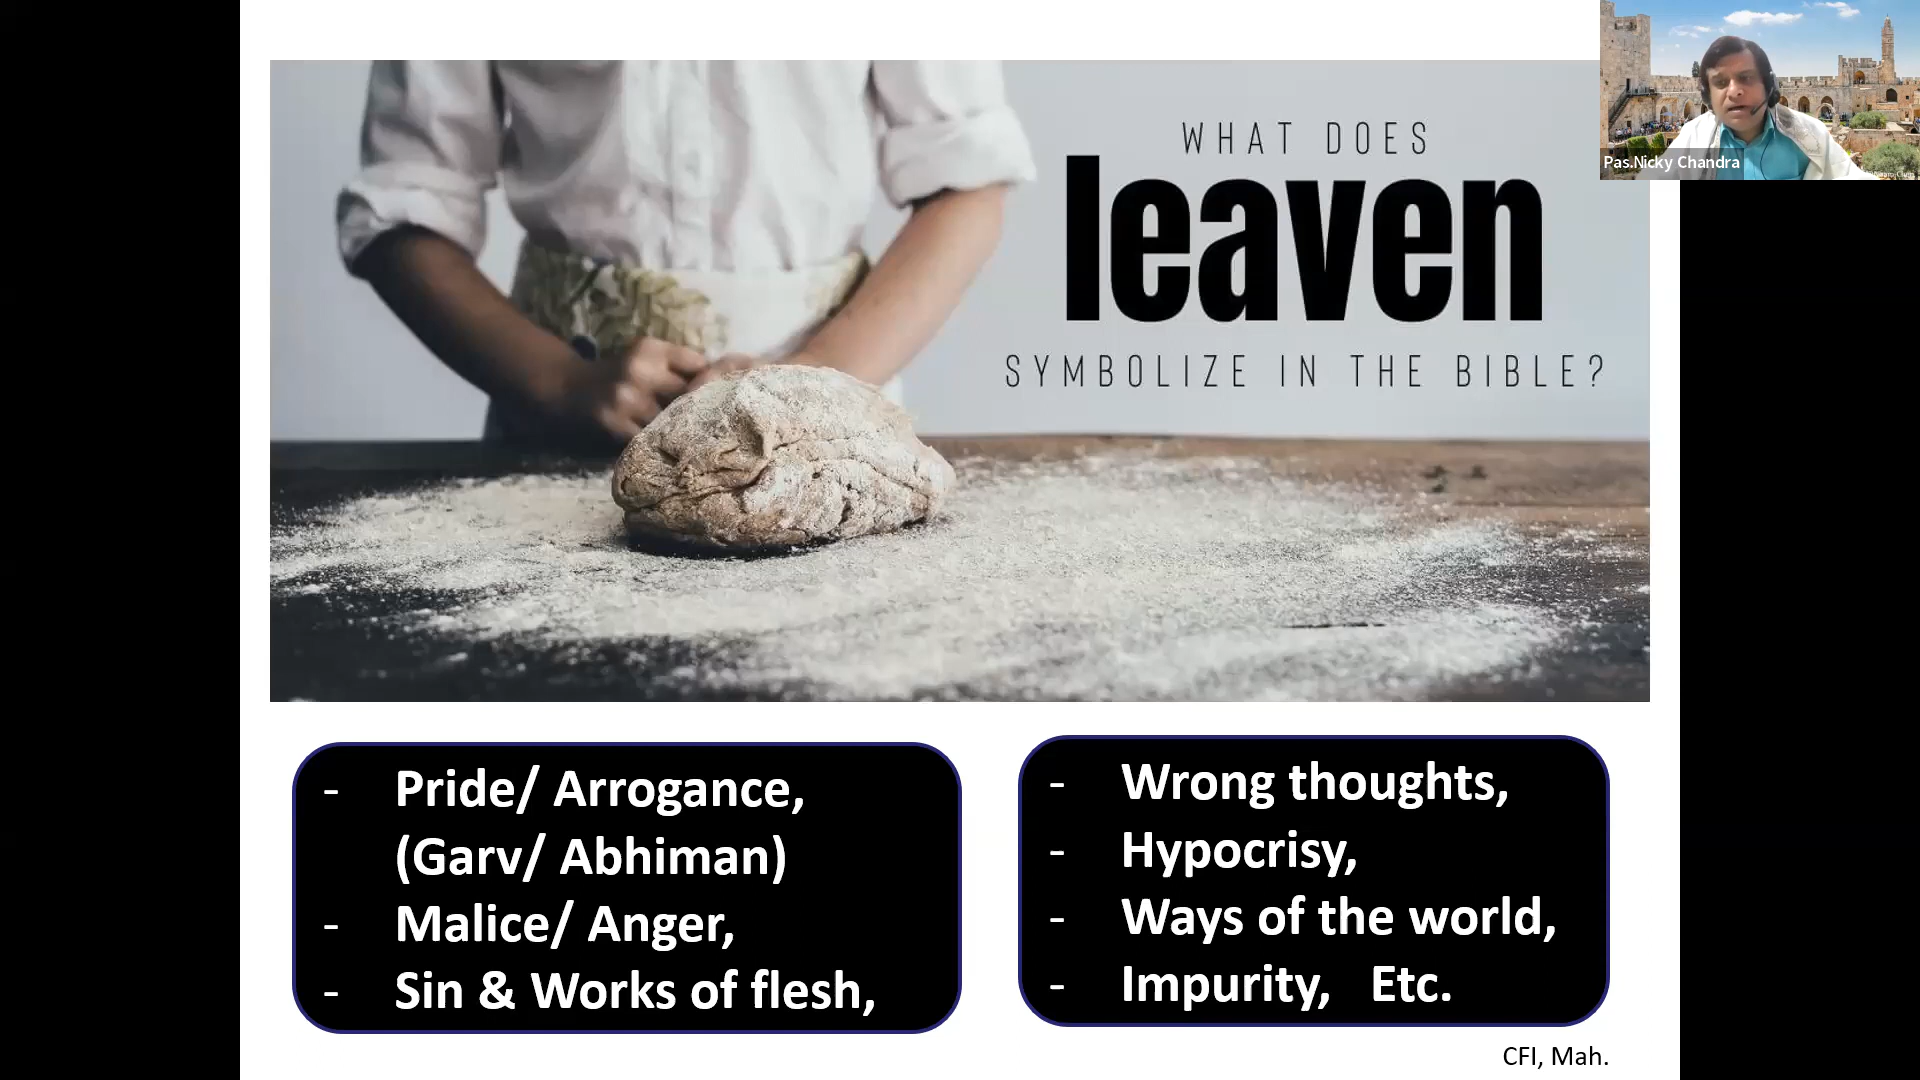 WHAT DOES
leaven
SYMBOLIZE IN THE BIBLE?
Pas.Nicky Chandra
- Pride/ Arrogance,
(Garv/ Abhiman)
- Malice/ Anger,
- Sin & Works of flesh,
- Wrong thoughts,
- Hypocrisy,
- Ways of the world,
- Impurity, Etc.
CFI, Mah.